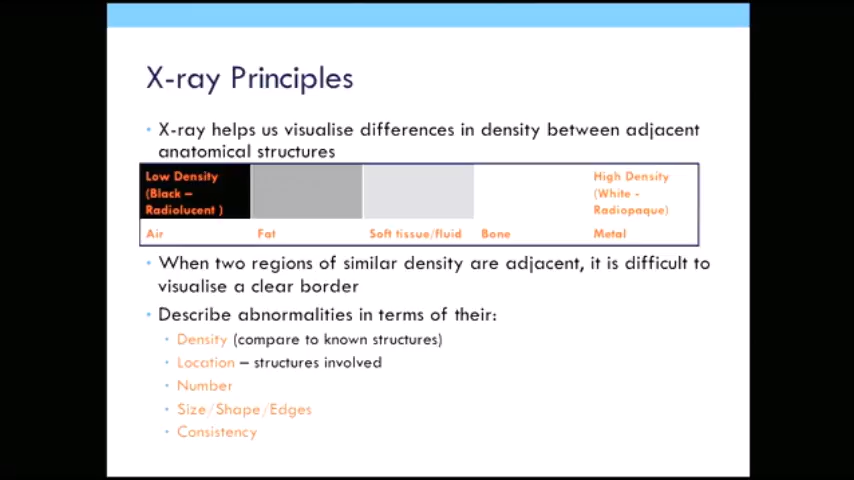 X-ray Principles
• X-ray helps us visualise differences in density between adjacent
anatomical structures
Low Density
(Black –
Radiolucent )
High Density
(White -
Radiopaque)
Air
Fat
Soft tissue/fluid
Bone
Metal
• When two regions of similar density are adjacent, it is difficult to
visualise a clear border
• Describe abnormalities in terms of their:
• Density (compare to known structures)
• Location – structures involved
• Number
• Size/Shape/Edges
• Consistency